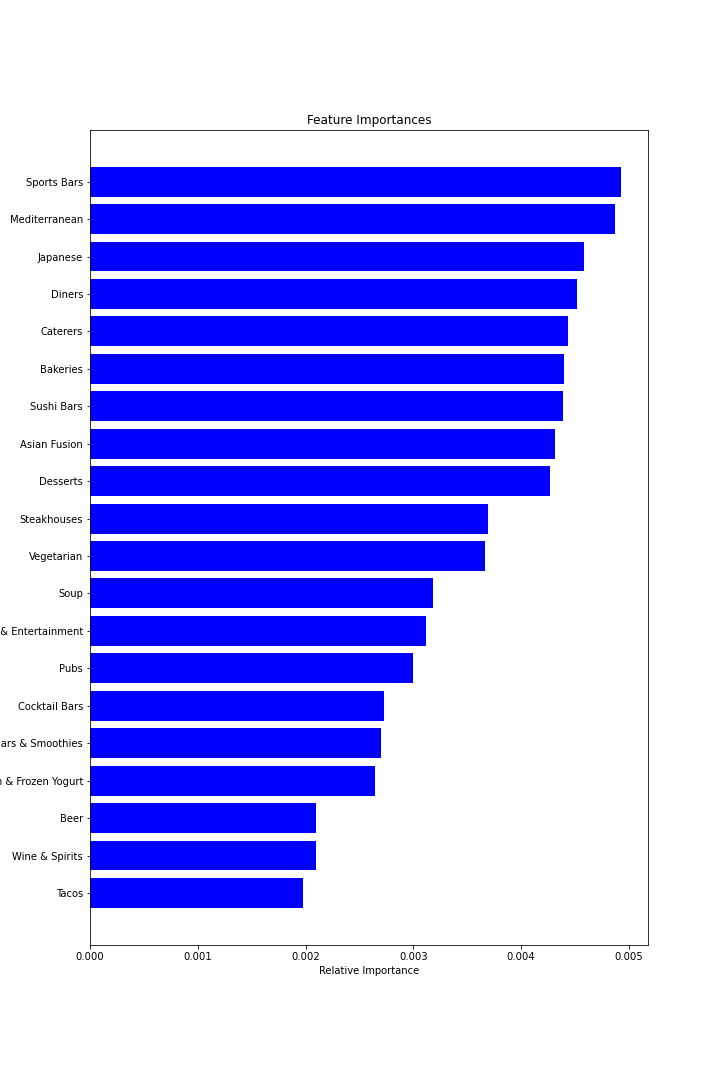 Feature Importances
Sports Bars
Mediterranean
Japanese
Diners
Caterers
Bakeries
Sushi Bars
Asian Fusion
Desserts
Steakhouses
Vegetarian
Soup
& Entertainment
Pubs
Cocktail Bars
& Smoothies
& Frozen Yogurt
Beer
Wine & Spirits
Tacos
0.000 0.001 0.002 0.003 0.004 0.005
Relative Importance